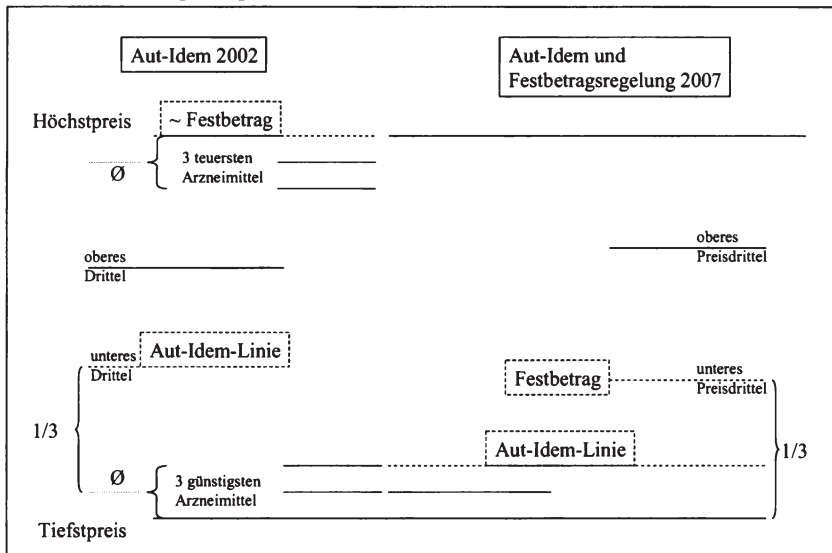 Aut-Idem 2002
Aut-Idem und
Festbetragsregelung 2007
Höchstpreis
~ Festbetrag
Ø
3 teuersten
Arzneimittel
oberes
Drittel
oberes
Preisdrittel
unteres
Drittel
Aut-Idem-Linie
Festbetrag
unteres
Preisdrittel
1/3
Aut-Idem-Linie
1/3
Ø
3 günstigsten
Arzneimittel
Tiefstpreis